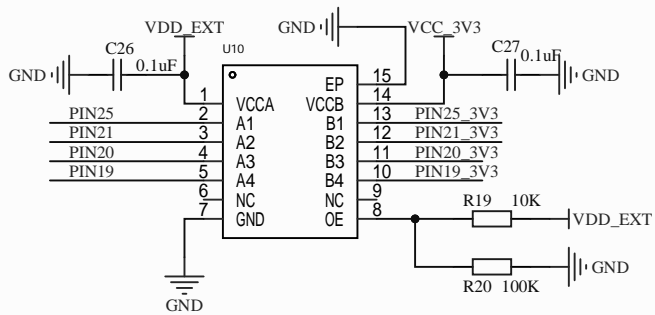 VDD_EXT
GND
VCC_3V3
C26
0.1uF
GND
U10
C27
0.1uF
GND
EP
15
1
VCCA
VCCB
14
PIN25
2
A1
B1
13
PIN25_3V3
PIN21
3
A2
B2
12
PIN21_3V3
PIN20
4
A3
B3
11
PIN20_3V3
PIN19
5
A4
B4
10
PIN19_3V3
6
NC
NC
9
7
GND
OE
8
R19
10K
VDD_EXT
GND
R20
100K
GND